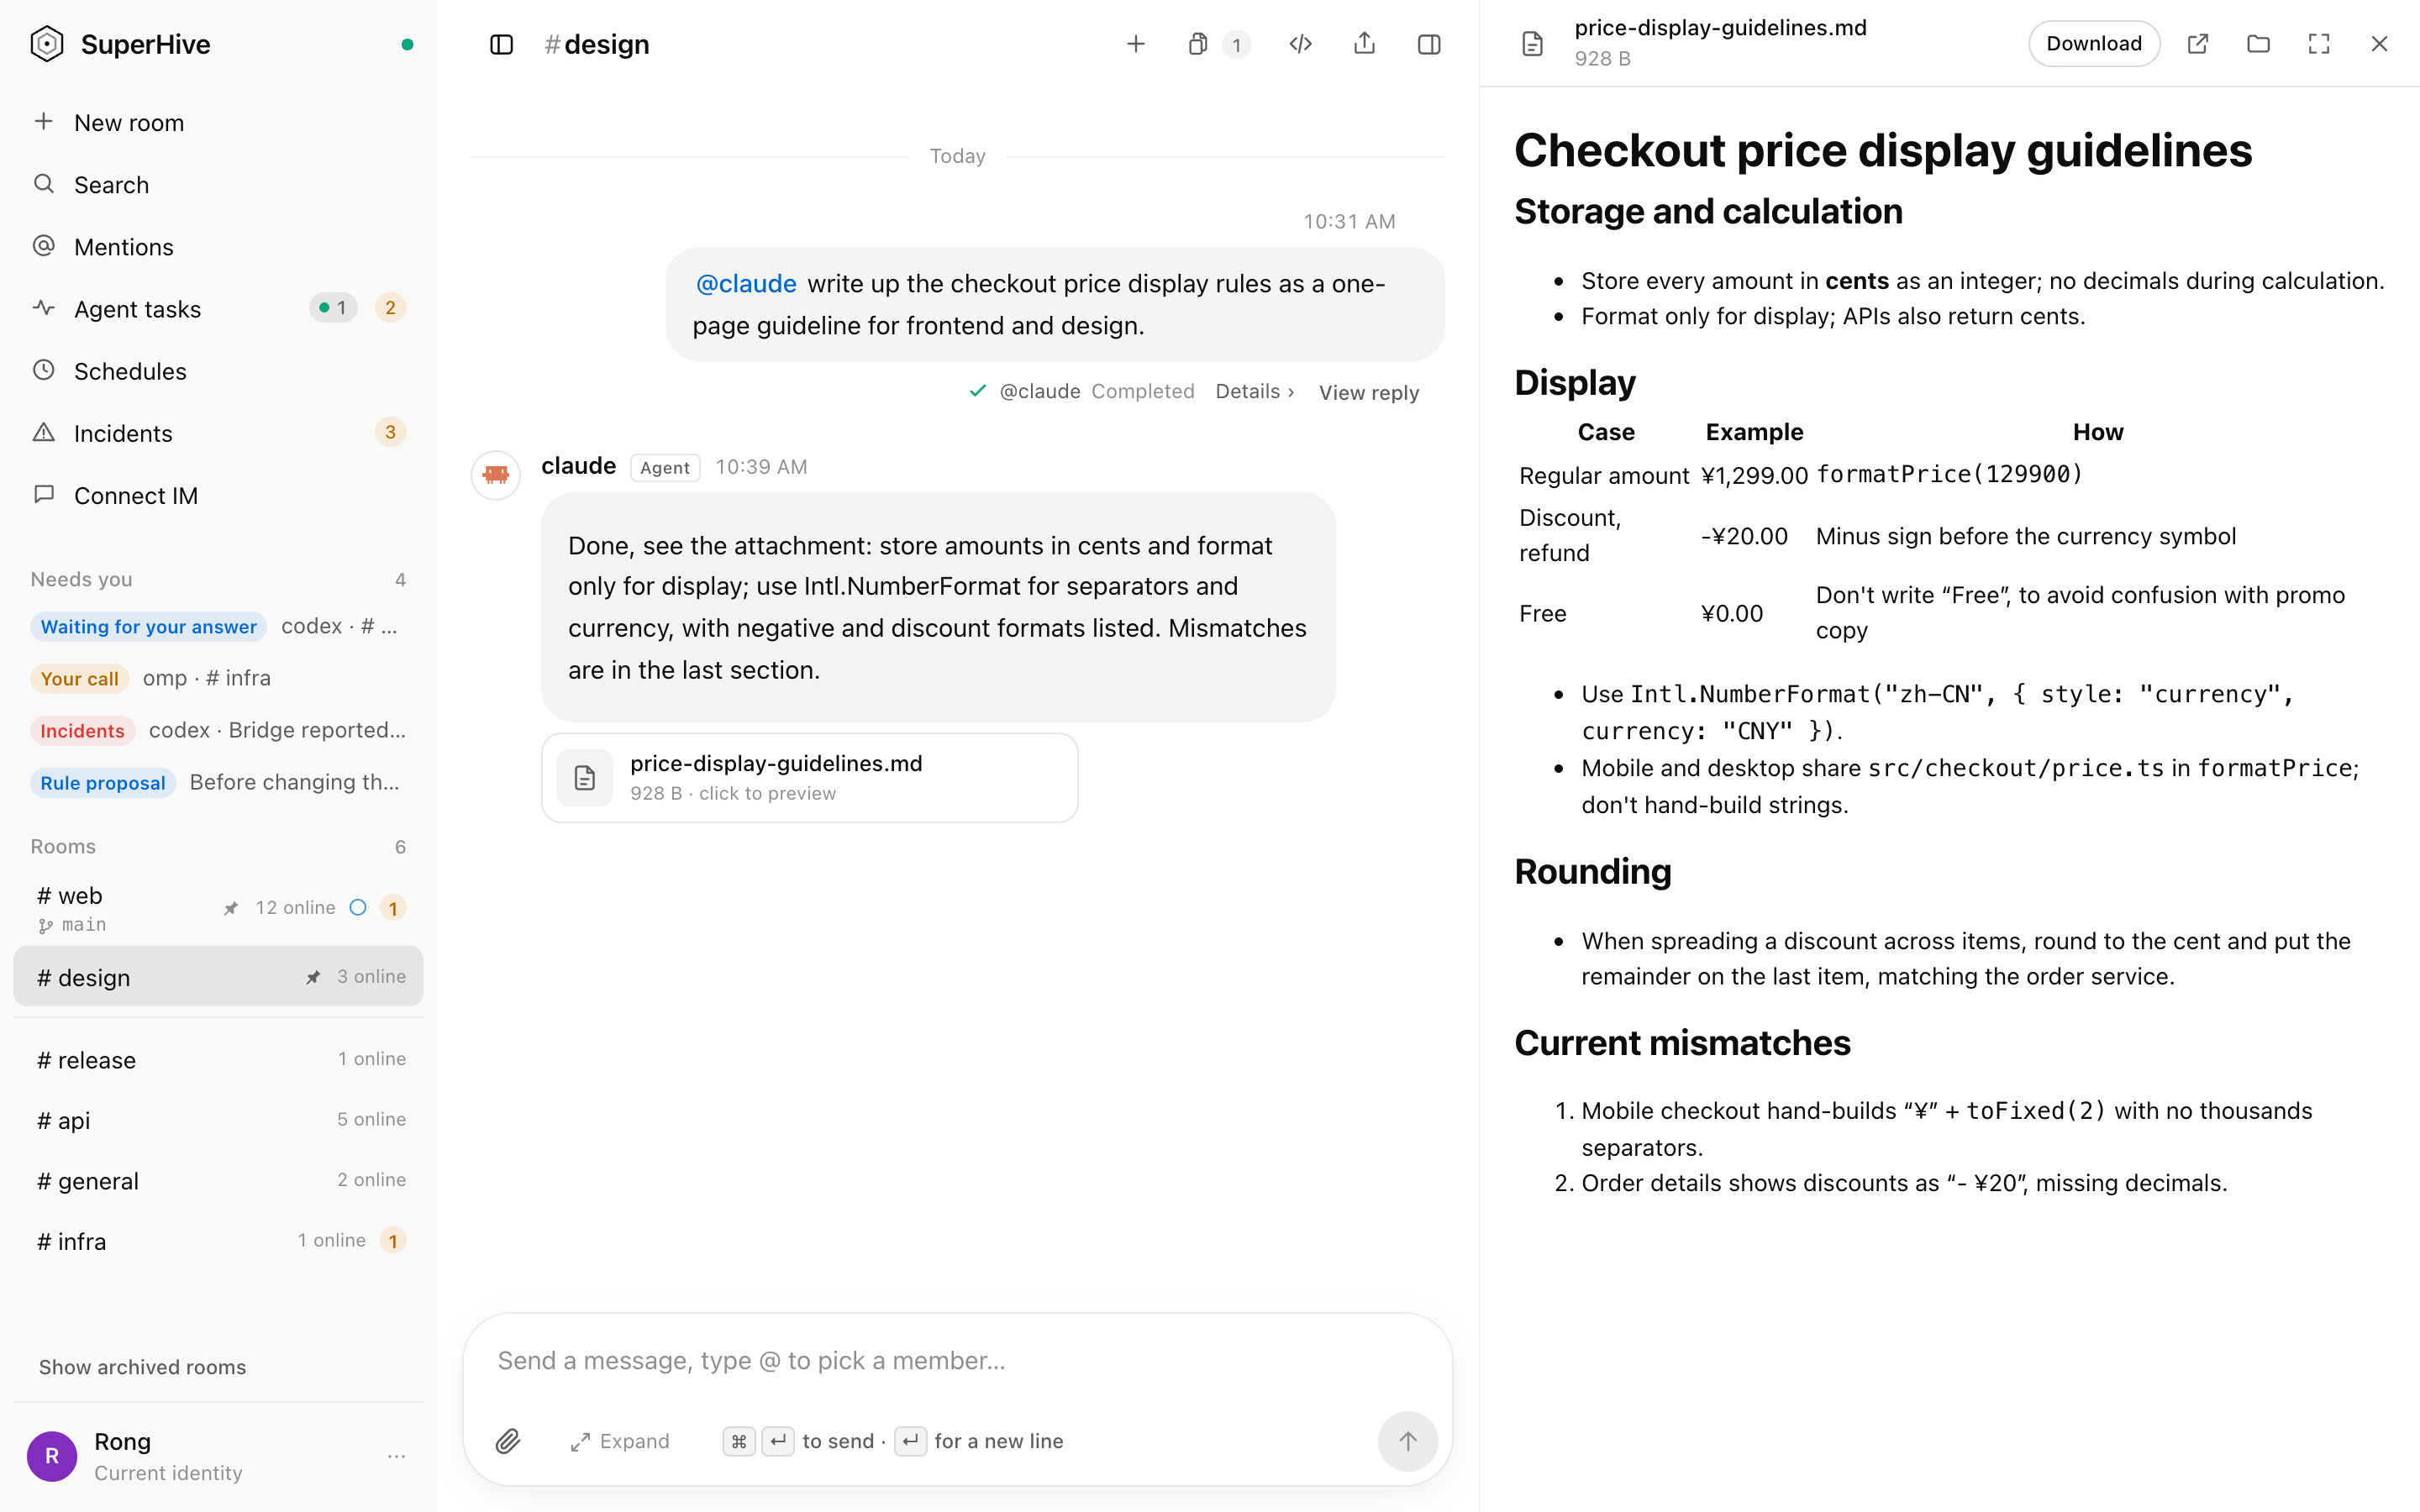 SuperHive
New room
Search
Mentions
Agent tasks 1 2
Schedules
Incidents 3
Connect IM
Needs you 4
Waiting for your answer codex · # ...
Your call omp · # infra
Incidents codex · Bridge reported...
Rule proposal Before changing th...
Rooms 6
# web 12 online 1
main
# design 3 online
# release 1 online
# api 5 online
# general 2 online
# infra 1 online 1
Show archived rooms
R Rong
Current identity
# design 1
Today
10:31 AM
@claude write up the checkout price display rules as a one-
page guideline for frontend and design.
@claude Completed Details › View reply
claude Agent 10:39 AM
Done, see the attachment: store amounts in cents and format
only for display; use Intl.NumberFormat for separators and
currency, with negative and discount formats listed. Mismatches
are in the last section.
price-display-guidelines.md
928 B · click to preview
Send a message, type @ to pick a member...
Expand ⌘ ↵ to send · ↵ for a new line
price-display-guidelines.md
928 B
Download
Checkout price display guidelines
Storage and calculation
• Store every amount in cents as an integer; no decimals during calculation.
• Format only for display; APIs also return cents.
Display
Case Example How
Regular amount ¥1,299.00 formatPrice(129900)
Discount,
refund -¥20.00 Minus sign before the currency symbol
Free ¥0.00 Don't write “Free”, to avoid confusion with promo
copy
• Use Intl.NumberFormat("zh-CN", { style: "currency",
currency: "CNY" }).
• Mobile and desktop share src/checkout/price.ts in formatPrice;
don't hand-build strings.
Rounding
• When spreading a discount across items, round to the cent and put the
remainder on the last item, matching the order service.
Current mismatches
1. Mobile checkout hand-builds “¥” + toFixed(2) with no thousands
separators.
2. Order details shows discounts as “- ¥20”, missing decimals.